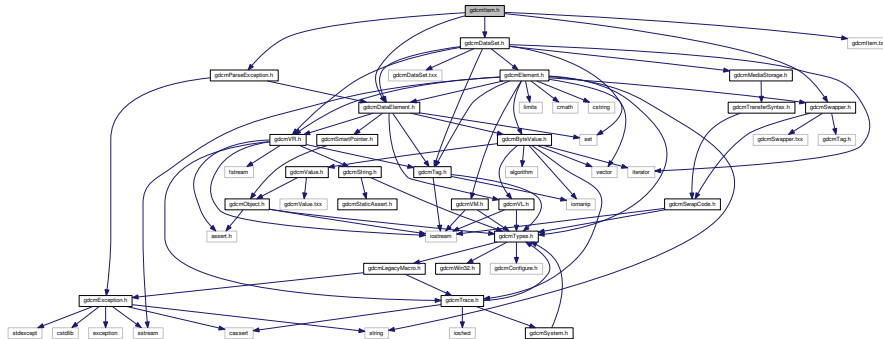 gdcmItem.h
gdcmDataSet.h
gdcmItem.txx
gdcmParseException.h
gdcmDataSet.txx
gdcmElement.h
gdcmMediaStorage.h
gdcmDataElement.h
limits
cmath
cstring
gdcmTransferSyntax.h
gdcmSwapper.h
gdcmVR.h
gdcmSmartPointer.h
gdcmByteValue.h
set
gdcmSwapper.txx
gdcmTag.h
fstream
gdcmValue.h
gdcmString.h
gdcmTag.h
algorithm
vector
iterator
gdcmObject.h
gdcmValue.txx
gdcmStaticAssert.h
gdcmVM.h
gdcmVL.h
iomanip
gdcmSwapCode.h
assert.h
iostream
gdcmTypes.h
gdcmLegacyMacro.h
gdcmWin32.h
gdcmConfigure.h
gdcmException.h
gdcmTrace.h
stdexcept
cstdlib
exception
sstream
cassert
string
iosfwd
gdcmSystem.h